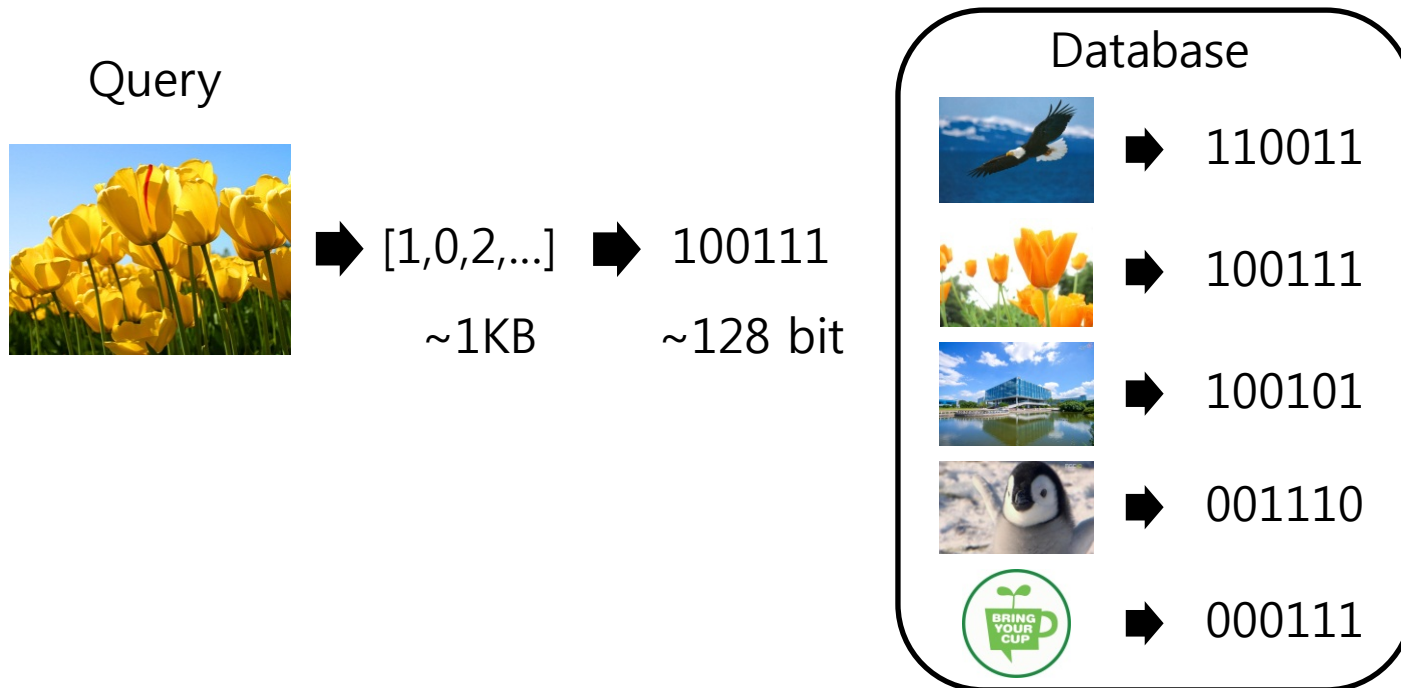 Query
[1,0,2,...]
100111
~1KB
~128 bit
Database
110011
100111
100101
001110
BRING
YOUR
CUP
000111